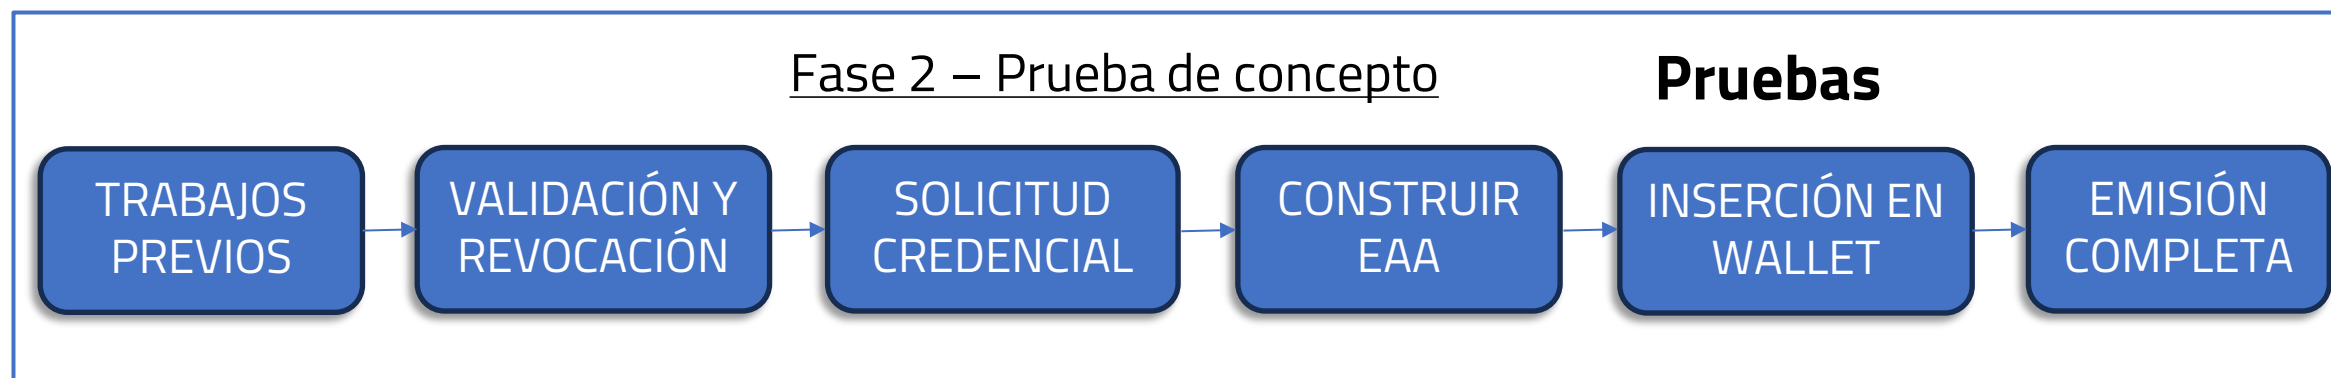 Fase 2 – Prueba de concepto
Pruebas
TRABAJOS
PREVIOS
VALIDACIÓN Y
REVOCACIÓN
SOLICITUD
CREDENCIAL
CONSTRUIR
EAA
INSERCIÓN EN
WALLET
EMISIÓN
COMPLETA